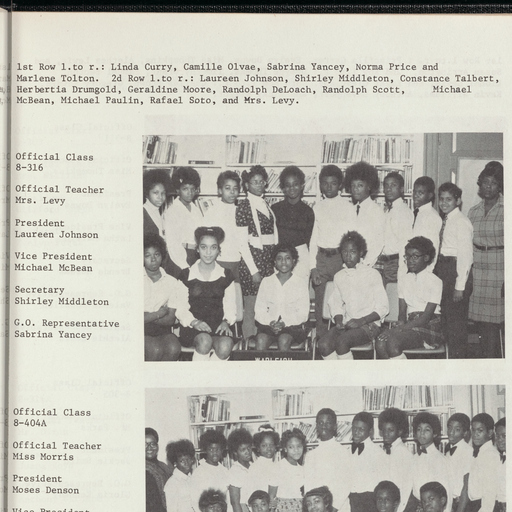 1st Row l.to r.: Linda Curry, Camille Olvae, Sabrina Yancey, Norma Price and
Marlene Tolton. 2d Row l.to r.: Laureen Johnson, Shirley Middleton, Constance Talbert,
Herbertia Drumgold, Geraldine Moore, Randolph DeLoach, Randolph Scott, Michael
McBean, Michael Paulin, Rafael Soto, and Mrs. Levy.
Official Class
8-316
Official Teacher
Mrs. Levy
President
Laureen Johnson
Vice President
Michael McBean
Secretary
Shirley Middleton
G.O. Representative
Sabrina Yancey
Official Class
8-404A
Official Teacher
Miss Morris
President
Moses Denson
Vice President